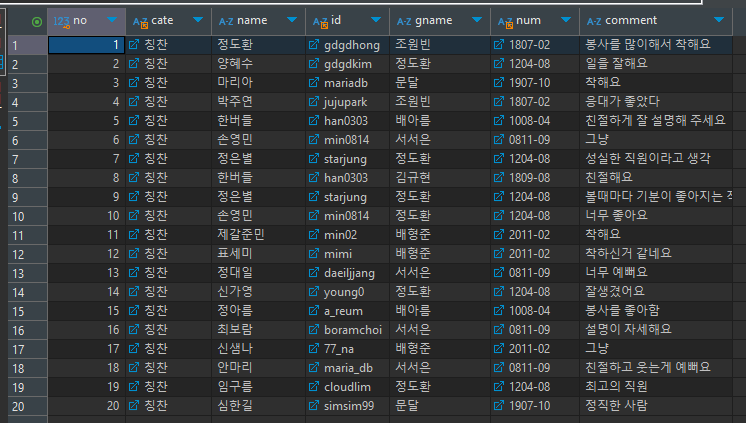 123 no A-Z cate A-Z name A-Z id A-Z gname A-Z num A-Z comment
1 1 칭찬 정도환 gdgdhong 조원빈 1807-02 봉사를 많이해서 착해요
2 2 칭찬 양혜수 gdgdkim 정도환 1204-08 일을 잘해요
3 3 칭찬 마리아 mariadb 문달 1907-10 착해요
4 4 칭찬 박주연 jujupark 조원빈 1807-02 응대가 좋았다
5 5 칭찬 한버들 han0303 배아름 1008-04 친절하게 잘 설명해 주세요
6 6 칭찬 손영민 min0814 서서은 0811-09 그냥
7 7 칭찬 정은별 starjung 정도환 1204-08 성실한 직원이라고 생각
8 8 칭찬 한버들 han0303 김규현 1809-08 친절해요
9 9 칭찬 정은별 starjung 정도환 1204-08 볼때마다 기분이 좋아지는
10 10 칭찬 손영민 min0814 정도환 1204-08 너무 좋아요
11 11 칭찬 제갈준민 min02 배형준 2011-02 착해요
12 12 칭찬 표세미 mimi 배형준 2011-02 착하신거 같네요
13 13 칭찬 정대일 daeiljjang 서서은 0811-09 너무 예뻐요
14 14 칭찬 신가영 young0 정도환 1204-08 잘생겼어요
15 15 칭찬 정아름 a_reum 배아름 1008-04 봉사를 좋아함
16 16 칭찬 최보람 boramchoi 서서은 0811-09 설명이 자세해요
17 17 칭찬 신샘나 77_na 배형준 2011-02 그냥
18 18 칭찬 안마리 maria_db 서서은 0811-09 친절하고 웃는게 예뻐요
19 19 칭찬 임구름 cloudlim 정도환 1204-08 최고의 직원
20 20 칭찬 심한길 simsim99 문달 1907-10 정직한 사람